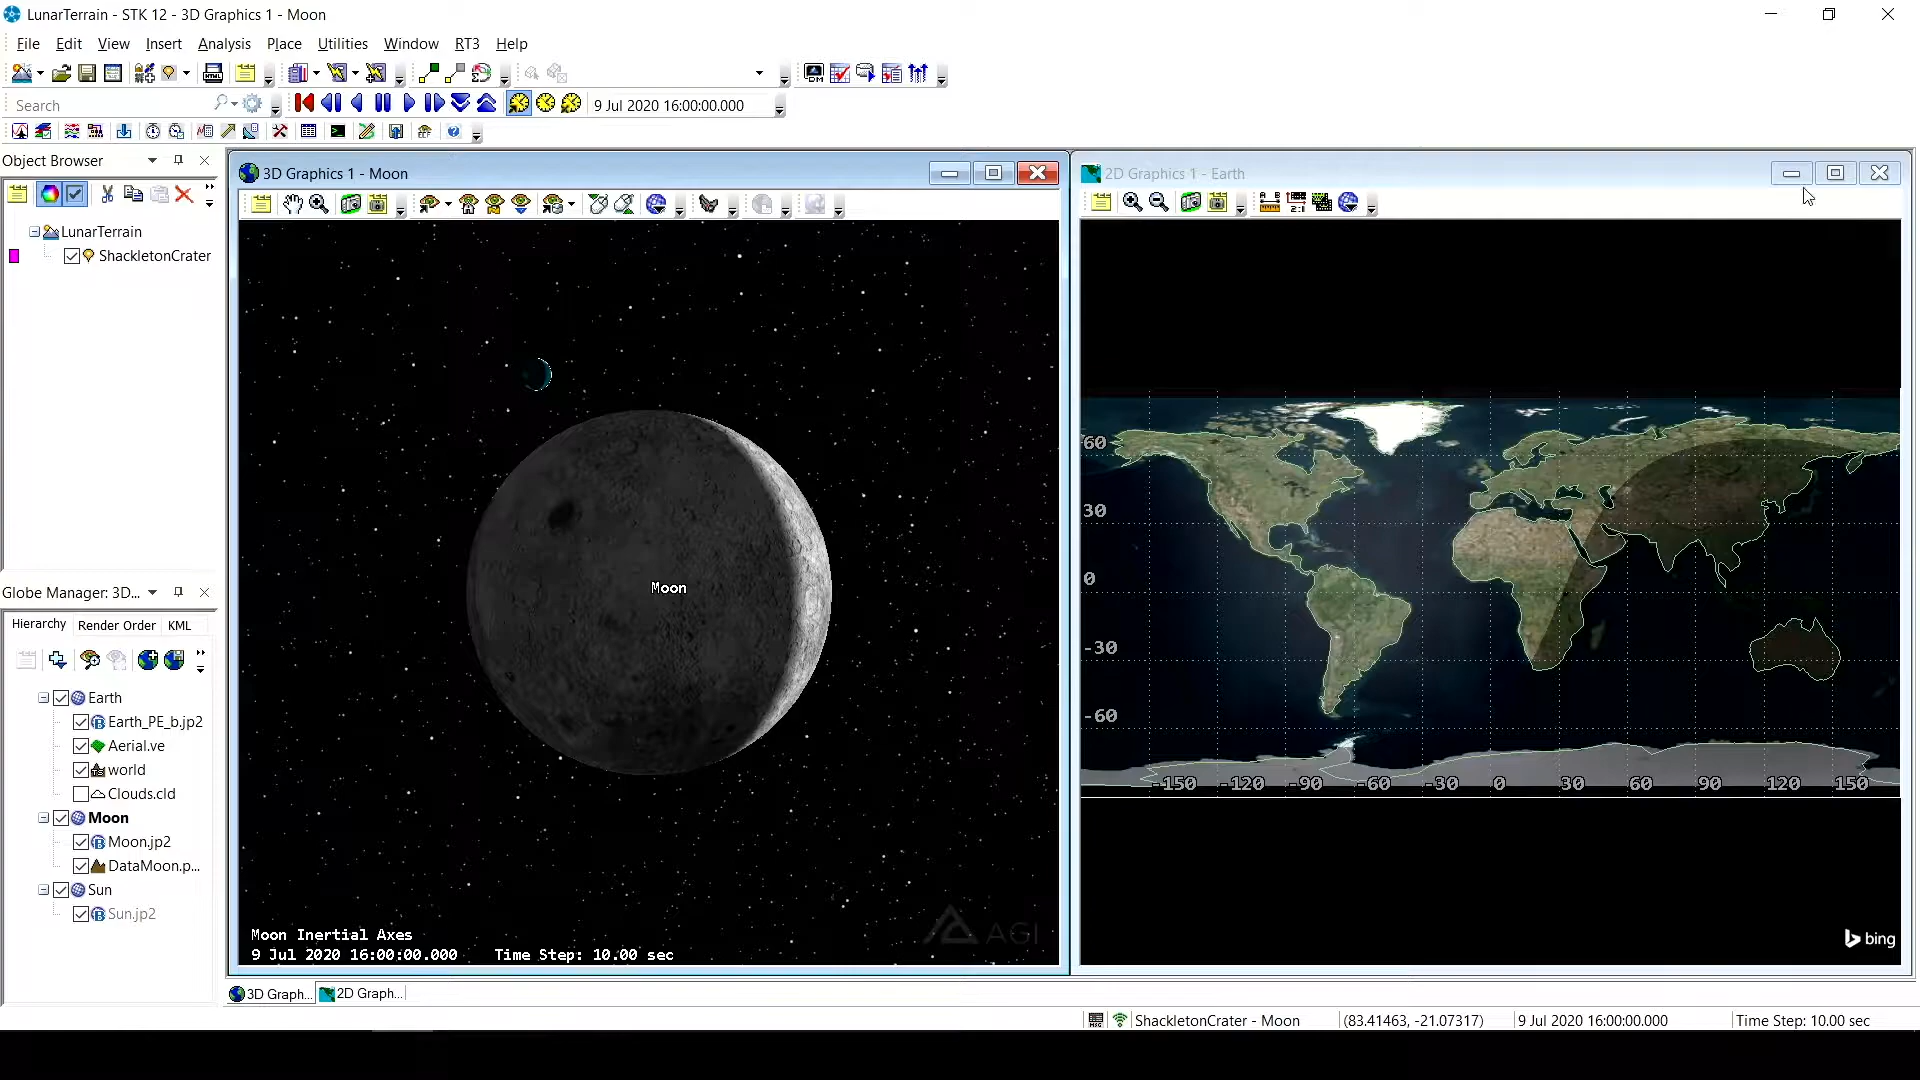 LunarTerrain - STK 12 - 3D Graphics 1 - Moon
File Edit View Insert Analysis Place Utilities Window RT3 Help
Search
9 Jul 2020 16:00:00.000
Object Browser
LunarTerrain
ShackletonCrater
Globe Manager: 3D...
Hierarchy Render Order KML
Earth
Earth_PE_b.jp2
Aerial.ve
world
Clouds.cld
Moon
Moon.jp2
DataMoon.p...
Sun
Sun.jp2
3D Graphics 1 - Moon
Moon
Moon Inertial Axes
9 Jul 2020 16:00:00.000 Time Step: 10.00 sec
AGI
2D Graphics 1 - Earth
60
30
0
-30
-60
-150 -120 -90 -60 -30 0 30 60 90 120 150
bing
3D Graph... 2D Graph...
ShackletonCrater - Moon (83.41463, -21.07317) 9 Jul 2020 16:00:00.000 Time Step: 10.00 sec